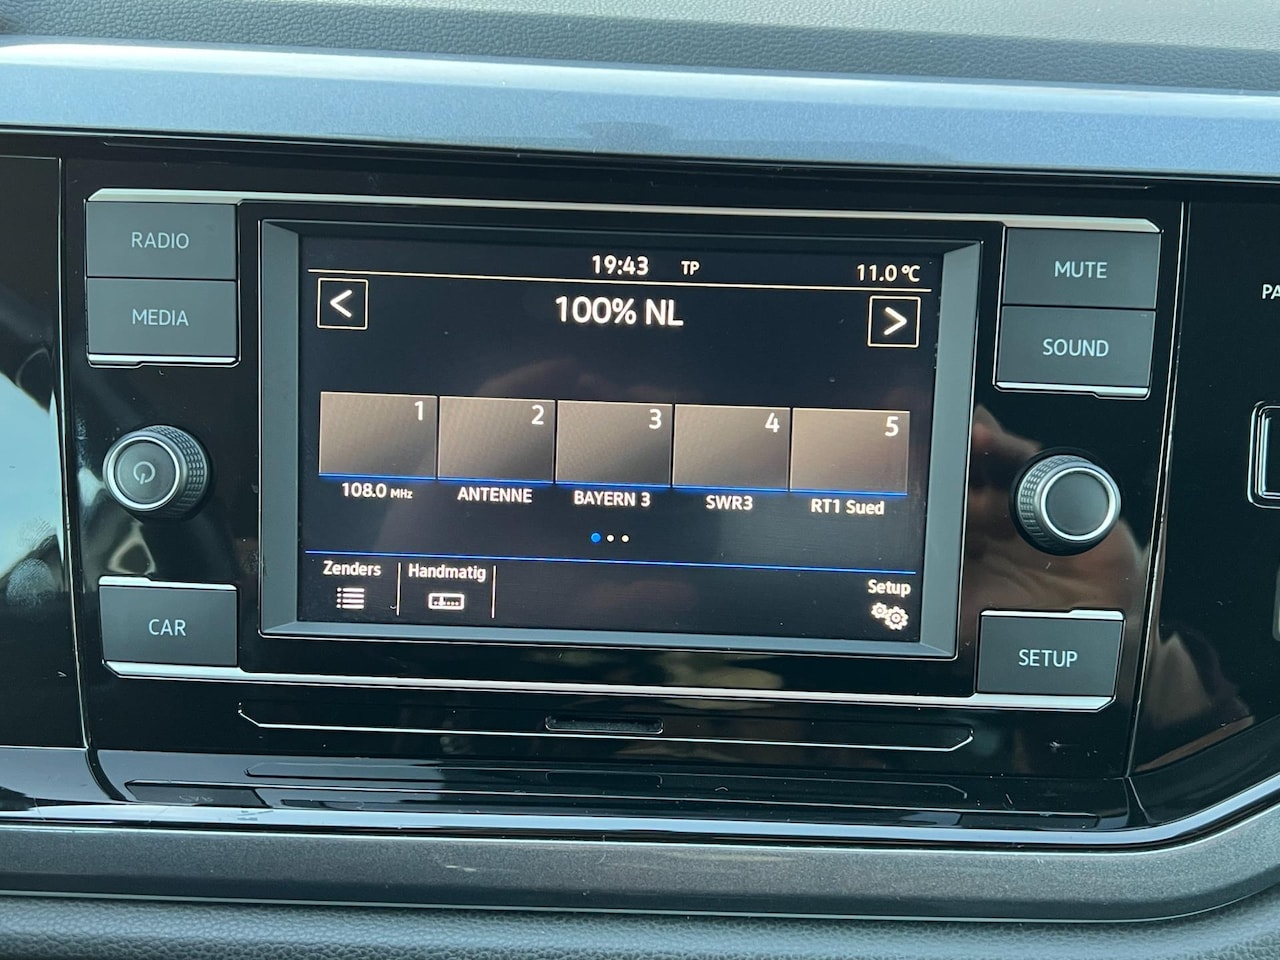 RADIO
MEDIA
CAR
19:43 TP 11.0 °C
< 100% NL >
1 2 3 4 5
108.0 MHz ANTENNE BAYERN 3 SWR3 RT1 Sued
Zenders Handmatig Setup
MUTE
SOUND
SETUP
PA